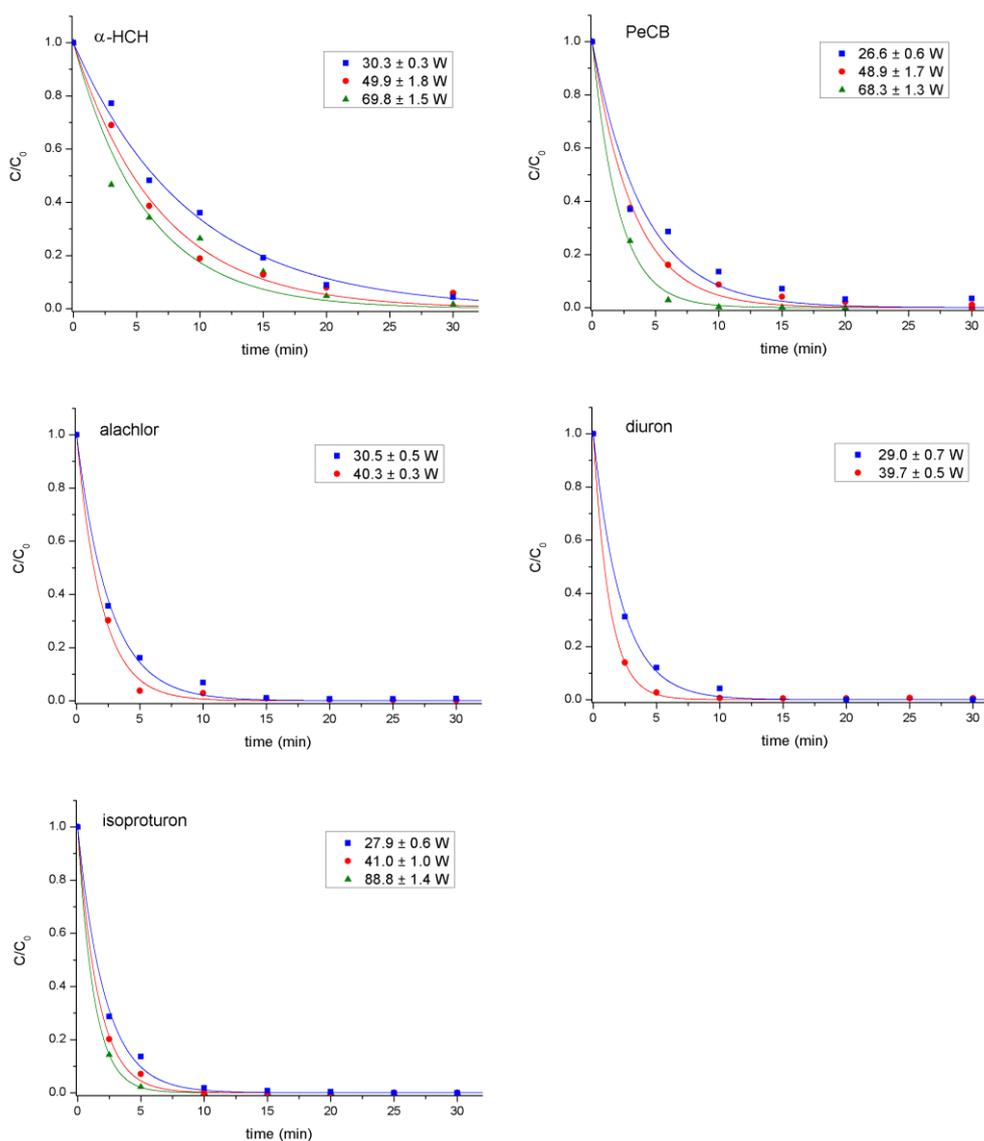 α-HCH
30.3 ± 0.3 W
49.9 ± 1.8 W
69.8 ± 1.5 W
C/C₀
1.0
0.8
0.6
0.4
0.2
0.0
0 5 10 15 20 25 30
time (min)
PeCB
26.6 ± 0.6 W
48.9 ± 1.7 W
68.3 ± 1.3 W
C/C₀
1.0
0.8
0.6
0.4
0.2
0.0
0 5 10 15 20 25 30
time (min)
alachlor
30.5 ± 0.5 W
40.3 ± 0.3 W
C/C₀
1.0
0.8
0.6
0.4
0.2
0.0
0 5 10 15 20 25 30
time (min)
diuron
29.0 ± 0.7 W
39.7 ± 0.5 W
C/C₀
1.0
0.8
0.6
0.4
0.2
0.0
0 5 10 15 20 25 30
time (min)
isoproturon
27.9 ± 0.6 W
41.0 ± 1.0 W
88.8 ± 1.4 W
C/C₀
1.0
0.8
0.6
0.4
0.2
0.0
0 5 10 15 20 25 30
time (min)